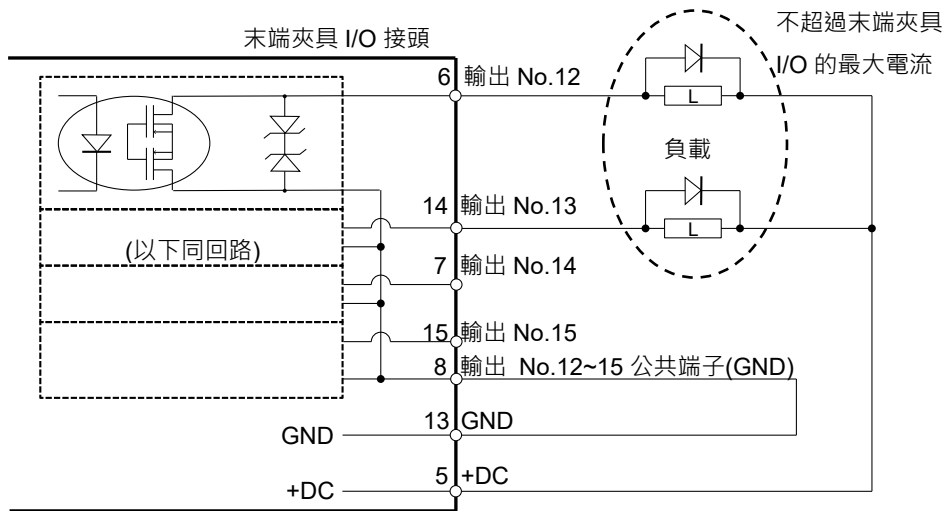 末端夾具 I/O 接頭
不超過末端夾具
I/O 的最大電流
6 輸出 No.12
L
負載
14 輸出 No.13
L
(以下同回路)
7 輸出 No.14
15 輸出 No.15
8 輸出 No.12~15 公共端子(GND)
GND 13 GND
+DC 5 +DC